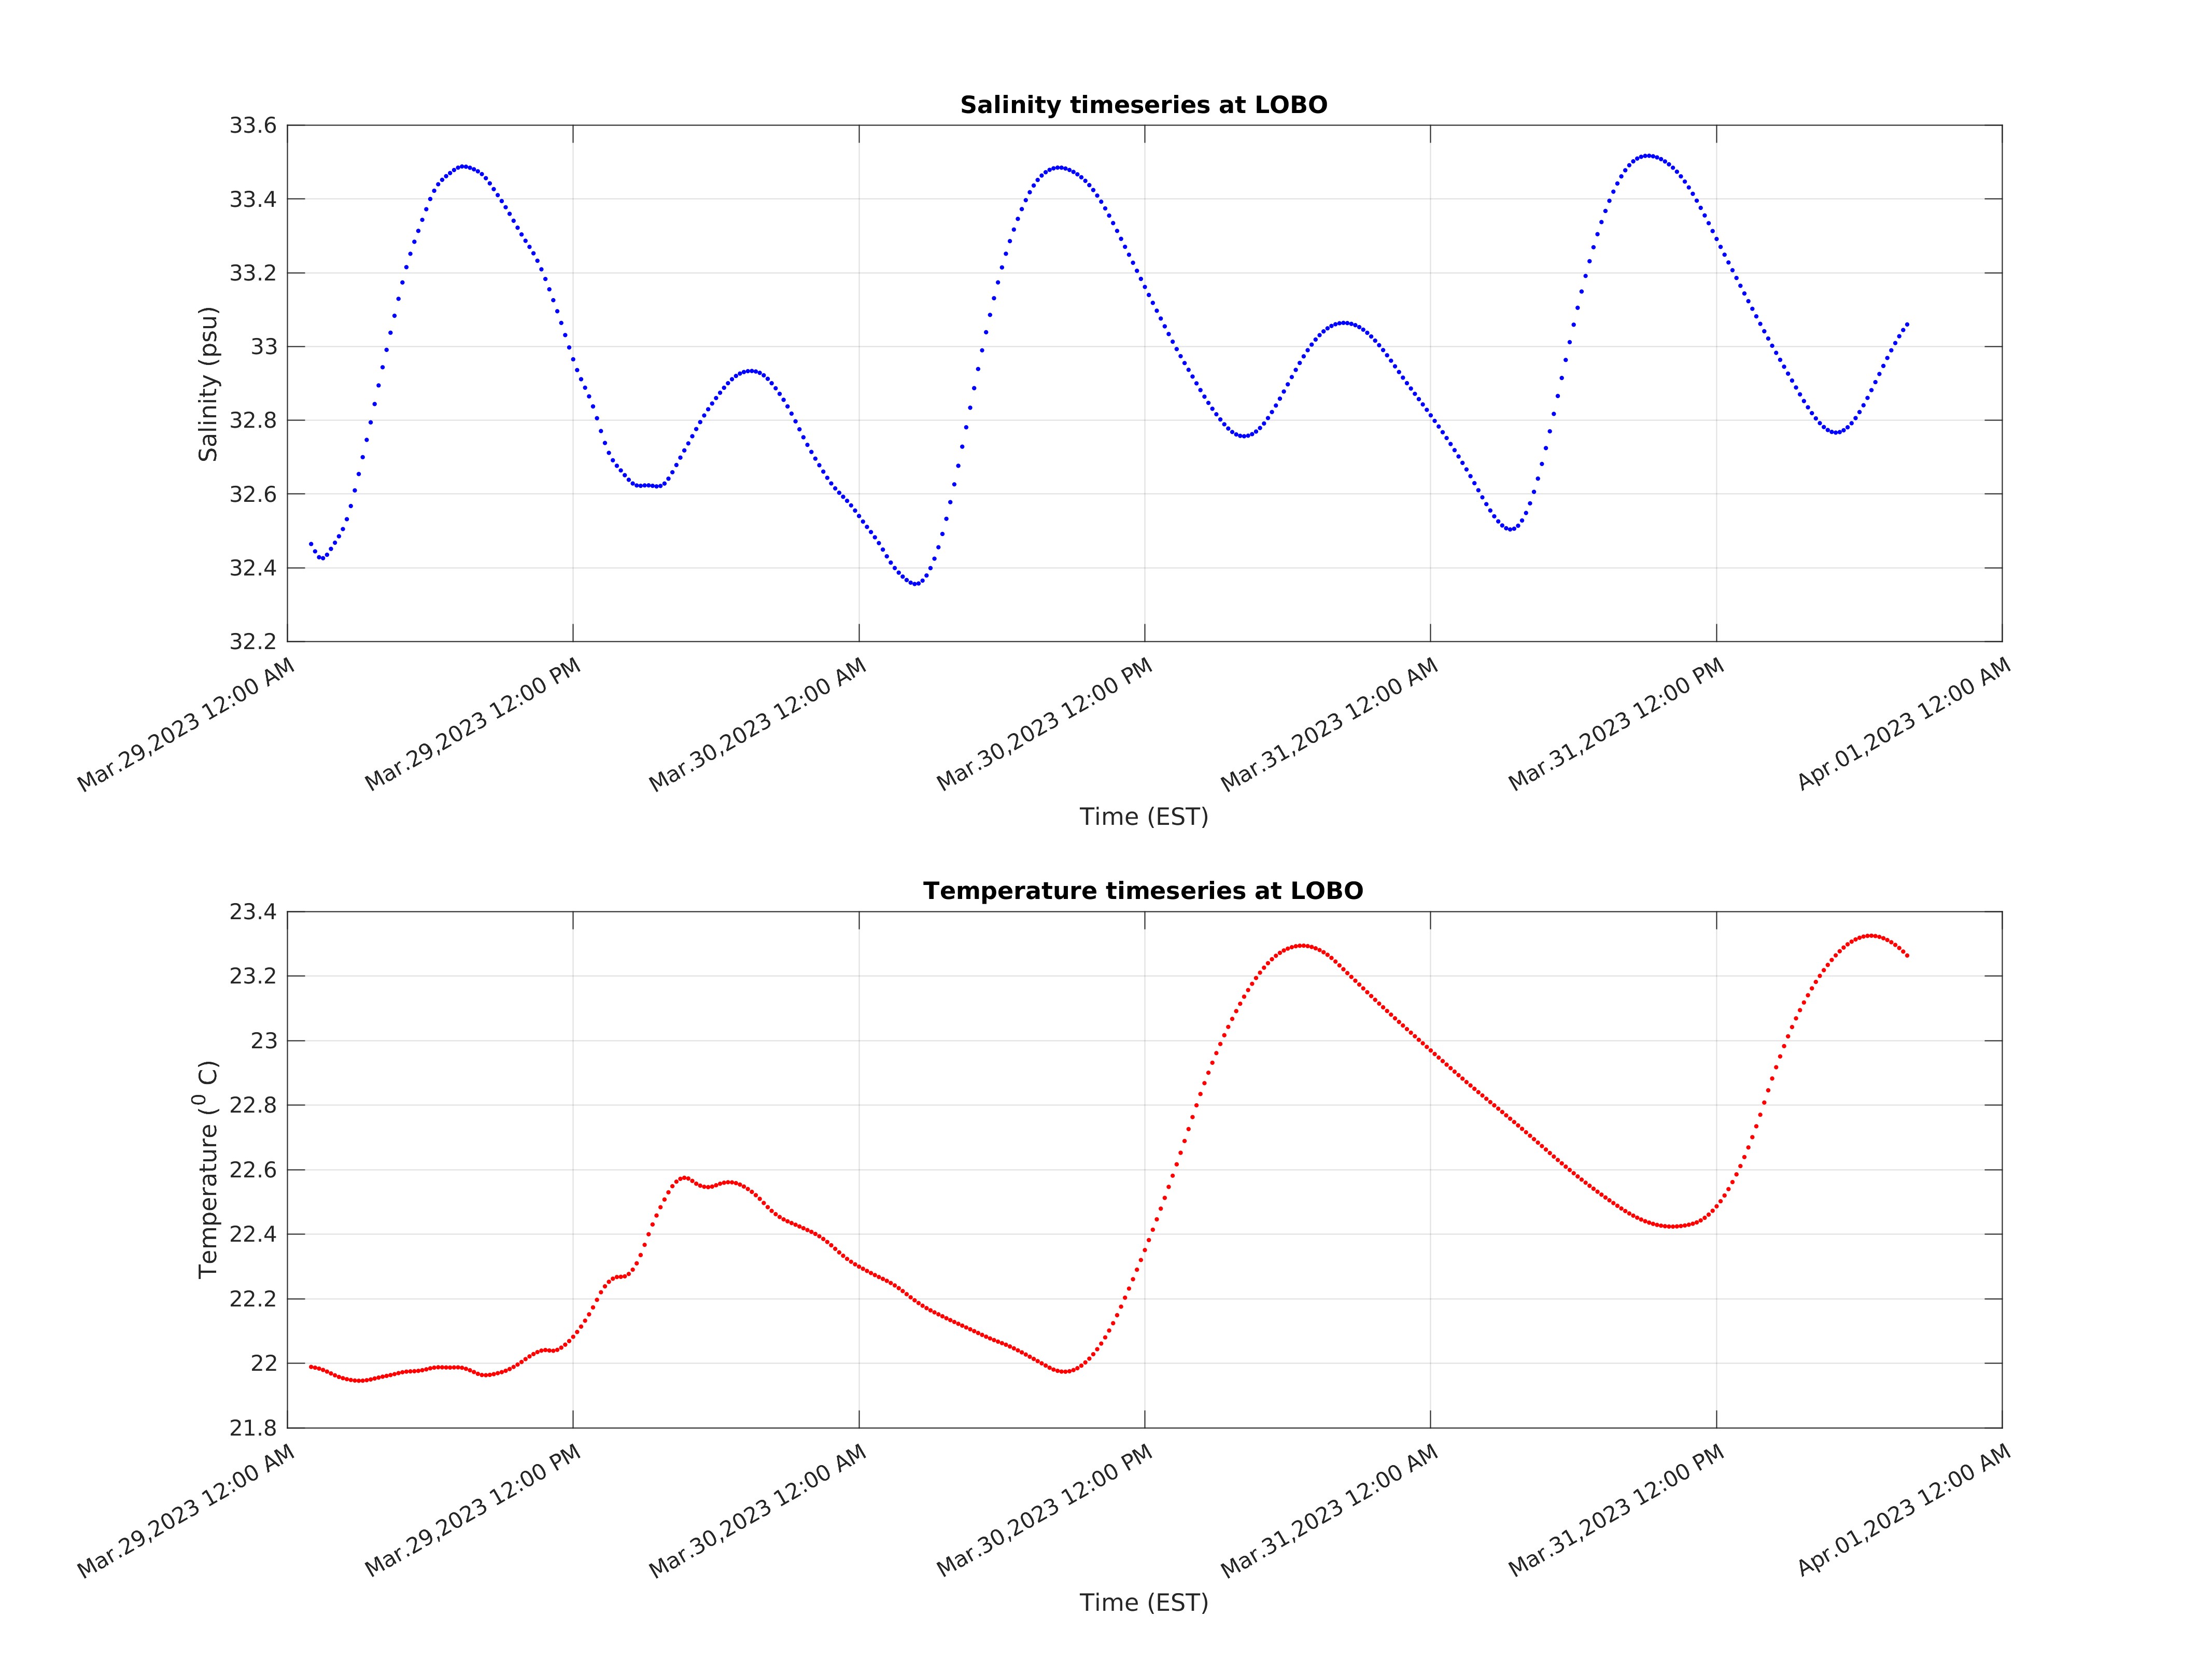 Salinity timeseries at LOBO
33.6
33.4
33.2
33
32.8
32.6
32.4
32.2
Salinity (psu)
Mar.29,2023 12:00 AM
Mar.29,2023 12:00 PM
Mar.30,2023 12:00 AM
Mar.30,2023 12:00 PM
Mar.31,2023 12:00 AM
Mar.31,2023 12:00 PM
Apr.01,2023 12:00 AM
Time (EST)
Temperature timeseries at LOBO
23.4
23.2
23
22.8
22.6
22.4
22.2
22
21.8
Temperature (⁰ C)
Mar.29,2023 12:00 AM
Mar.29,2023 12:00 PM
Mar.30,2023 12:00 AM
Mar.30,2023 12:00 PM
Mar.31,2023 12:00 AM
Mar.31,2023 12:00 PM
Apr.01,2023 12:00 AM
Time (EST)